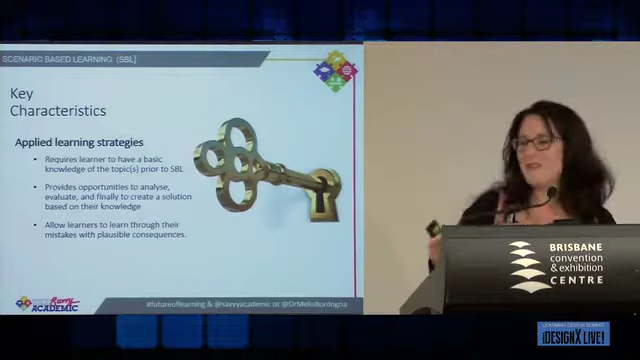 SCENARIO BASED LEARNING (SBL)
Key
Characteristics
Applied learning strategies
• Requires learner to have a basic
knowledge of the topic(s) prior to SBL
• Provides opportunities to analyse,
evaluate, and finally to create a solution
based on their knowledge
• Allow learners to learn through their
mistakes with plausible consequences.
ACADEMIC
#futureoflearning & @savvyacademic or @DrMelisBordogna
BRISBANE
convention
& exhibition
CENTRE
LEARNING DESIGN SUMMIT
iDESIGNX LIVE!